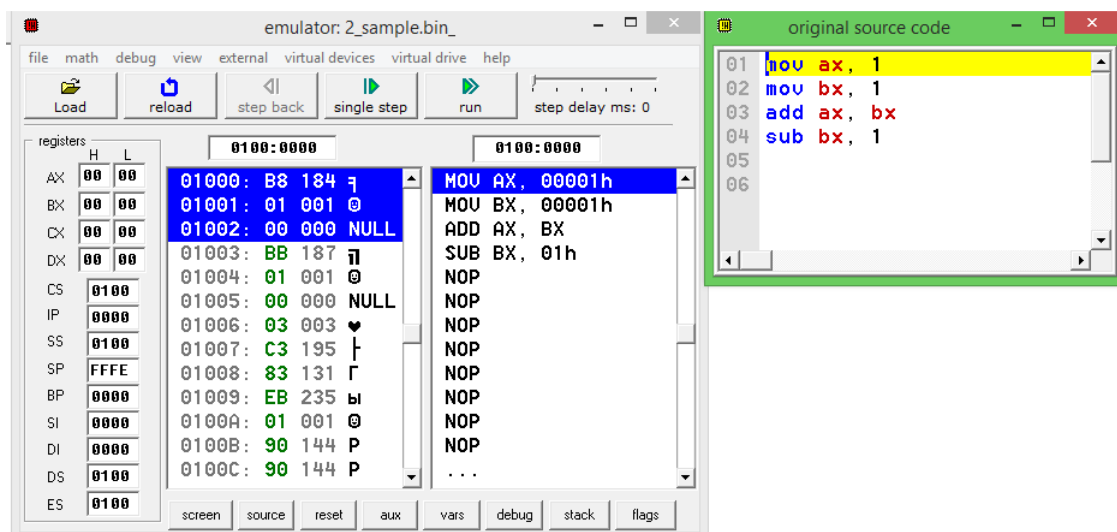 emulator: 2_sample.bin_
file math debug view external virtual devices virtual drive help
Load reload step back single step run step delay ms: 0
registers
H L
AX 00 00
BX 00 00
CX 00 00
DX 00 00
CS 0100
IP 0000
SS 0100
SP FFFE
BP 0000
SI 0000
DI 0000
DS 0100
ES 0100
0100:0000
01000: B8 184 ╕
01001: 01 001 ☺
01002: 00 000 NULL
01003: BB 187 ╗
01004: 01 001 ☺
01005: 00 000 NULL
01006: 03 003 ♥
01007: C3 195 ├
01008: 83 131 Г
01009: EB 235 ы
0100A: 01 001 ☺
0100B: 90 144 Р
0100C: 90 144 Р
0100:0000
MOV AX, 00001h
MOV BX, 00001h
ADD AX, BX
SUB BX, 01h
NOP
NOP
NOP
NOP
NOP
NOP
NOP
NOP
...
screen source reset aux vars debug stack flags
original source code
01 mov ax, 1
02 mov bx, 1
03 add ax, bx
04 sub bx, 1
05
06